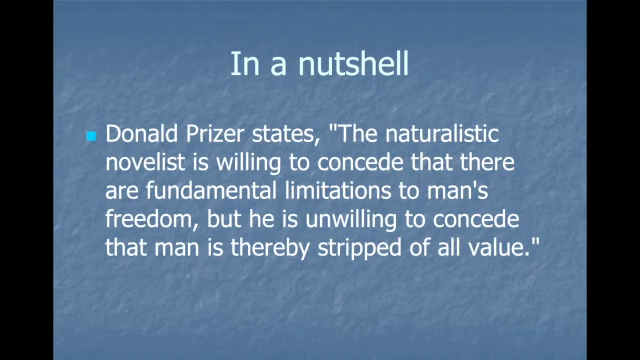 In a nutshell
Donald Prizer states, "The naturalistic
novelist is willing to concede that there
are fundamental limitations to man's
freedom, but he is unwilling to concede
that man is thereby stripped of all value."